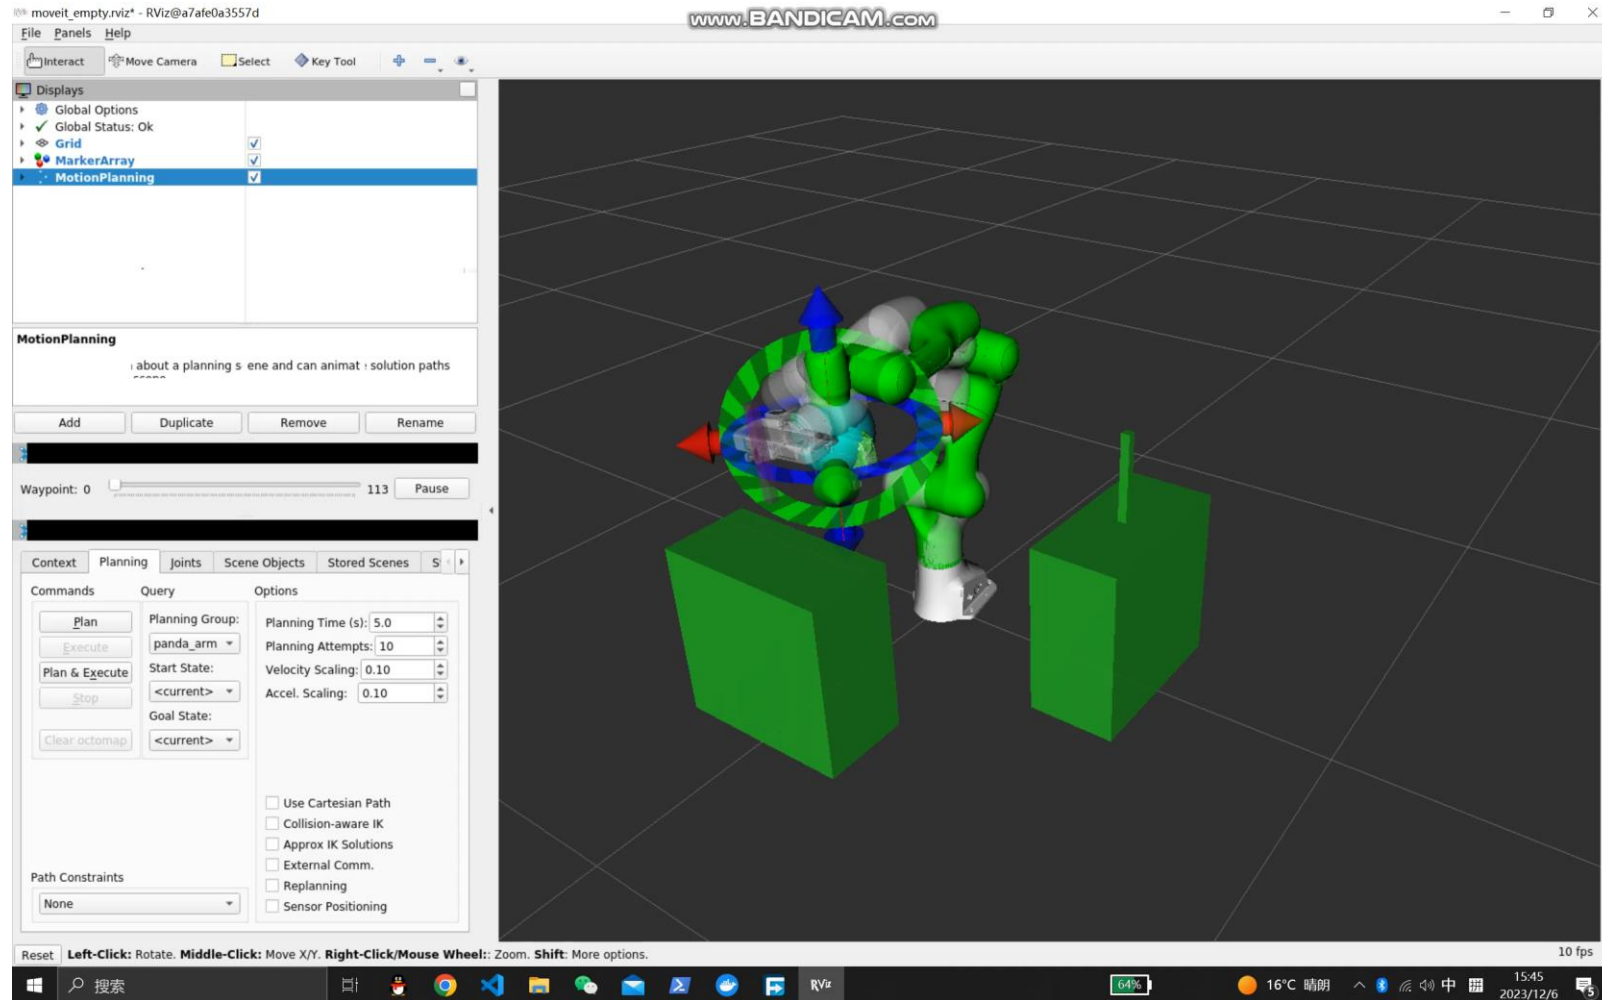 moveit_empty.rviz* - RViz@a7afe0a3557d
www.BANDICAM.com
File Panels Help
Interact Move Camera Select Key Tool
Displays
Global Options
Global Status: Ok
Grid
MarkerArray
MotionPlanning
MotionPlanning
about a planning s ene and can animat solution paths
Add Duplicate Remove Rename
Waypoint: 0 113 Pause
Context Planning Joints Scene Objects Stored Scenes S
Commands Query Options
Plan Planning Group: Planning Time (s): 5.0
Execute panda_arm Planning Attempts: 10
Plan & Execute Start State: Velocity Scaling: 0.10
Stop <current> Accel. Scaling: 0.10
Goal State:
Clear octomap <current>
Use Cartesian Path
Collision-aware IK
Approx IK Solutions
External Comm.
Path Constraints Replanning
None Sensor Positioning
Reset Left-Click: Rotate. Middle-Click: Move X/Y. Right-Click/Mouse Wheel:: Zoom. Shift: More options. 10 fps
搜索 RViz 64% 16°C 晴朗 中 拼 15:45
2023/12/6 5